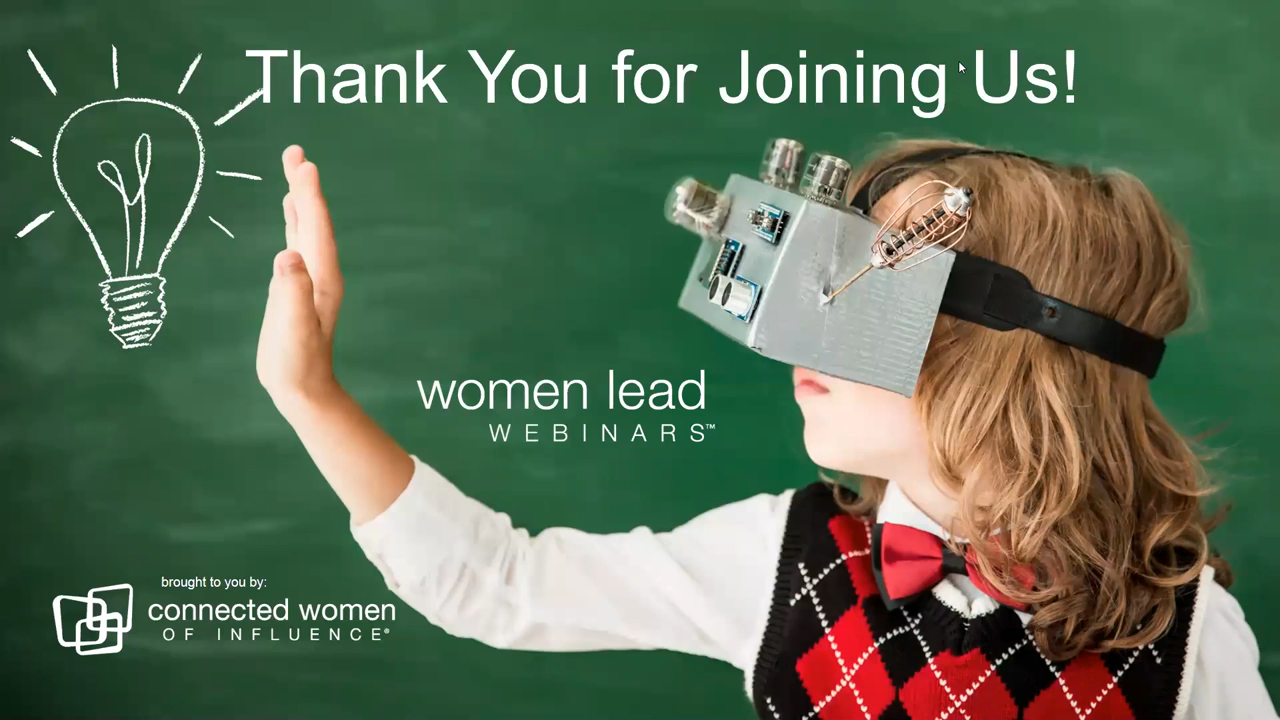 Thank You for Joining Us!
women lead
WEBINARS™
brought to you by:
connected women
OF INFLUENCE®